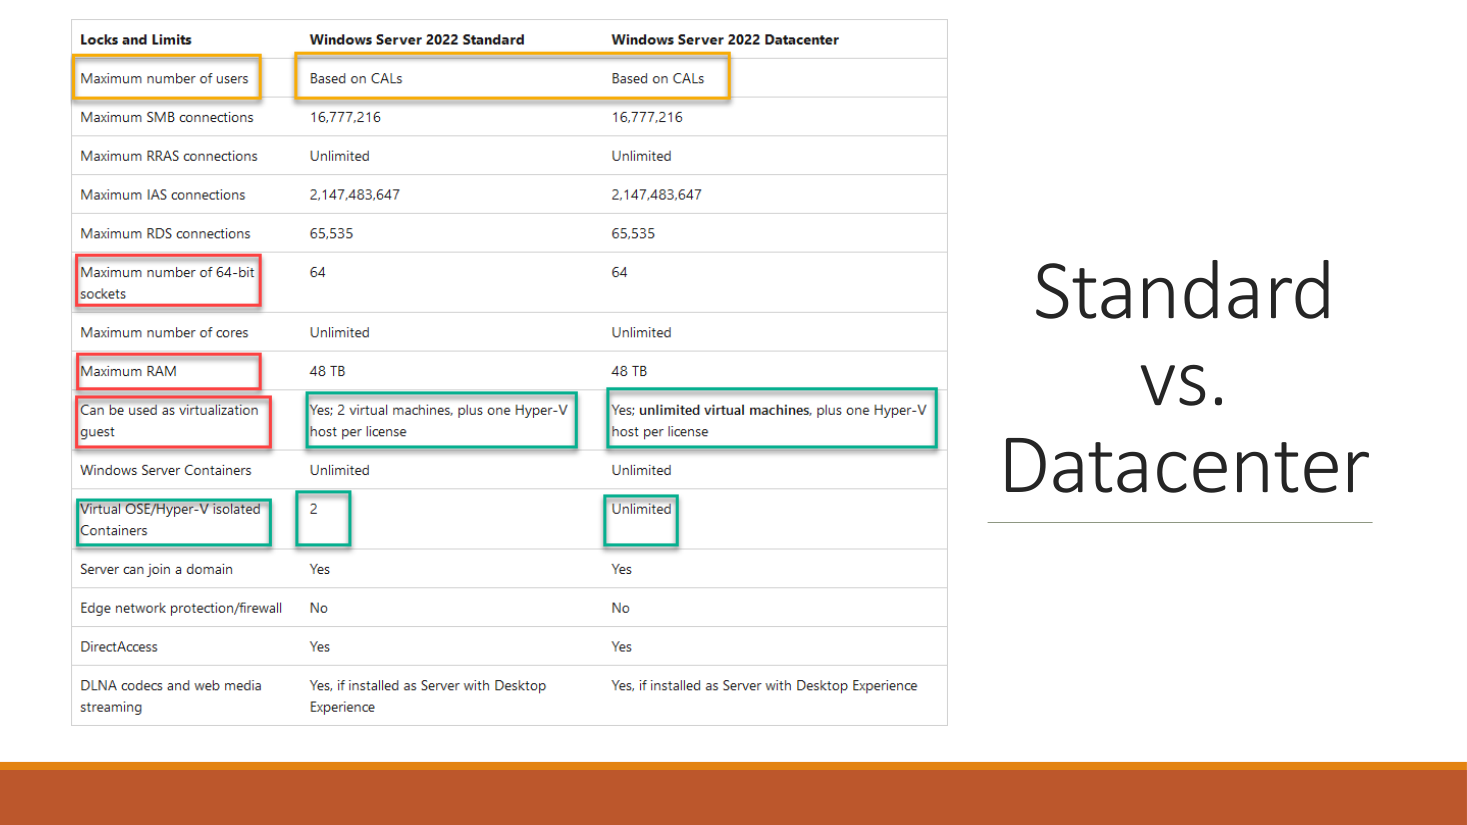 Locks and Limits Windows Server 2022 Standard Windows Server 2022 Datacenter
Maximum number of users Based on CALs Based on CALs
Maximum SMB connections 16,777,216 16,777,216
Maximum RRAS connections Unlimited Unlimited
Maximum IAS connections 2,147,483,647 2,147,483,647
Maximum RDS connections 65,535 65,535
Maximum number of 64-bit 64 64
sockets
Maximum number of cores Unlimited Unlimited
Maximum RAM 48 TB 48 TB
Can be used as virtualization Yes; 2 virtual machines, plus one Hyper-V Yes; unlimited virtual machines, plus one Hyper-V
guest host per license host per license
Windows Server Containers Unlimited Unlimited
Virtual OSE/Hyper-V isolated 2 Unlimited
Containers
Server can join a domain Yes Yes
Edge network protection/firewall No No
DirectAccess Yes Yes
DLNA codecs and web media Yes, if installed as Server with Desktop Yes, if installed as Server with Desktop Experience
streaming Experience
Standard
vs.
Datacenter